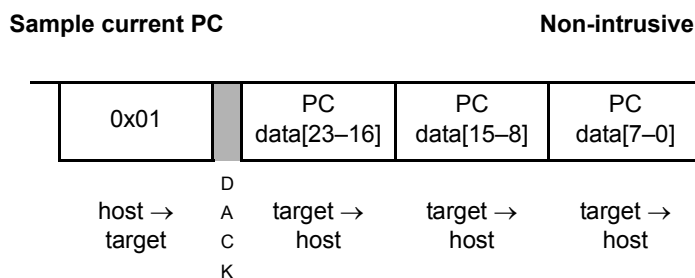 Sample current PC Non-intrusive
0x01 PC PC PC
data[23–16] data[15–8] data[7–0]
D
host → A target → target → target →
target C host host host
K